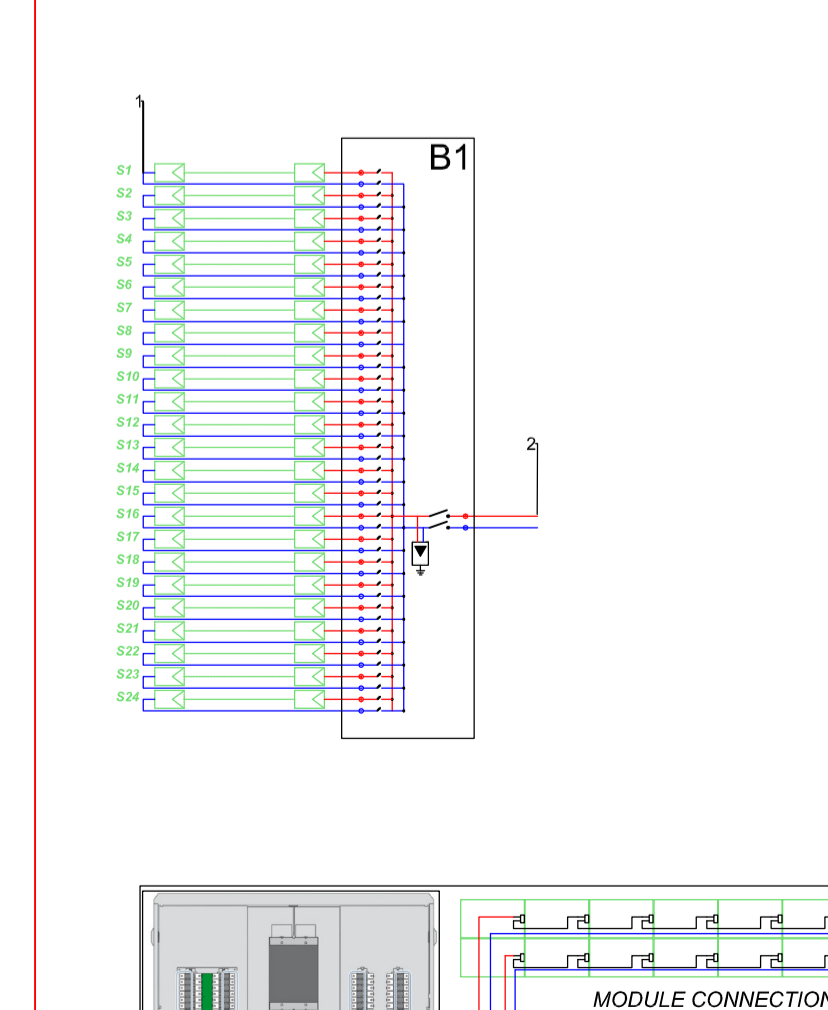 1
B1
S1
S2
S3
S4
S5
S6
S7
S8
S9
S10
S11
S12
S13
2
S14
S15
S16
S17
S18
S19
S20
S21
S22
S23
S24
MODULE CONNECTION